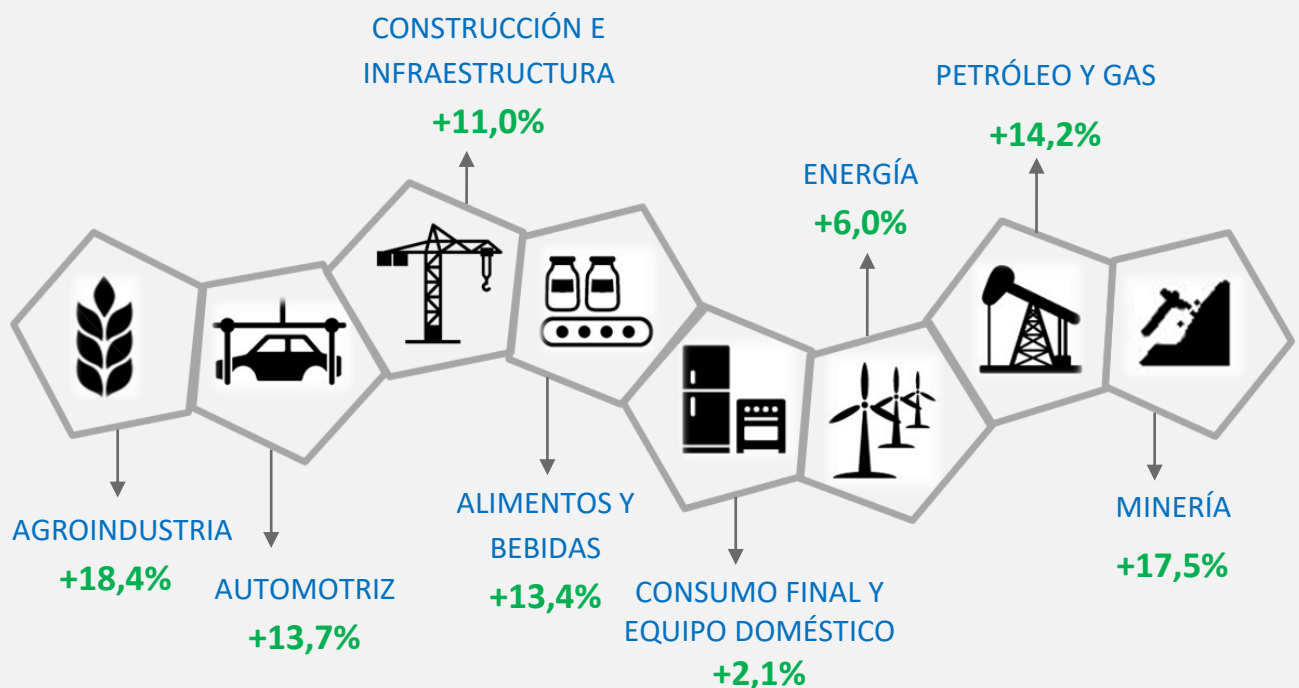 CONSTRUCCIÓN E
INFRAESTRUCTURA
+11,0%
PETRÓLEO Y GAS
+14,2%
ENERGÍA
+6,0%
AGROINDUSTRIA
+18,4%
AUTOMOTRIZ
+13,7%
ALIMENTOS Y
BEBIDAS
+13,4%
CONSUMO FINAL Y
EQUIPO DOMÉSTICO
+2,1%
MINERÍA
+17,5%